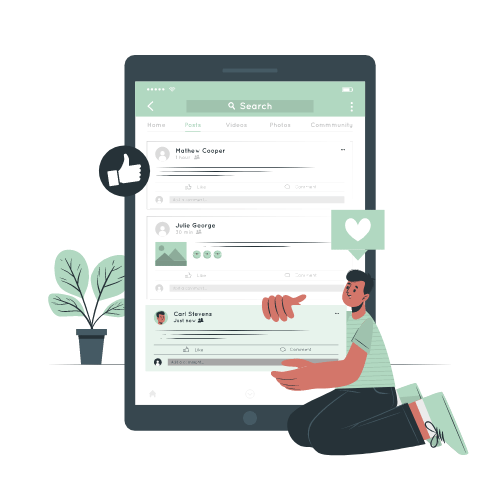 Search
Home Posts Videos Photos Commmunity
Mathew Cooper
1 hour
Like Comment
Julie George
30 min
Like Comment
Carl Stevens
Just now
Like Comment